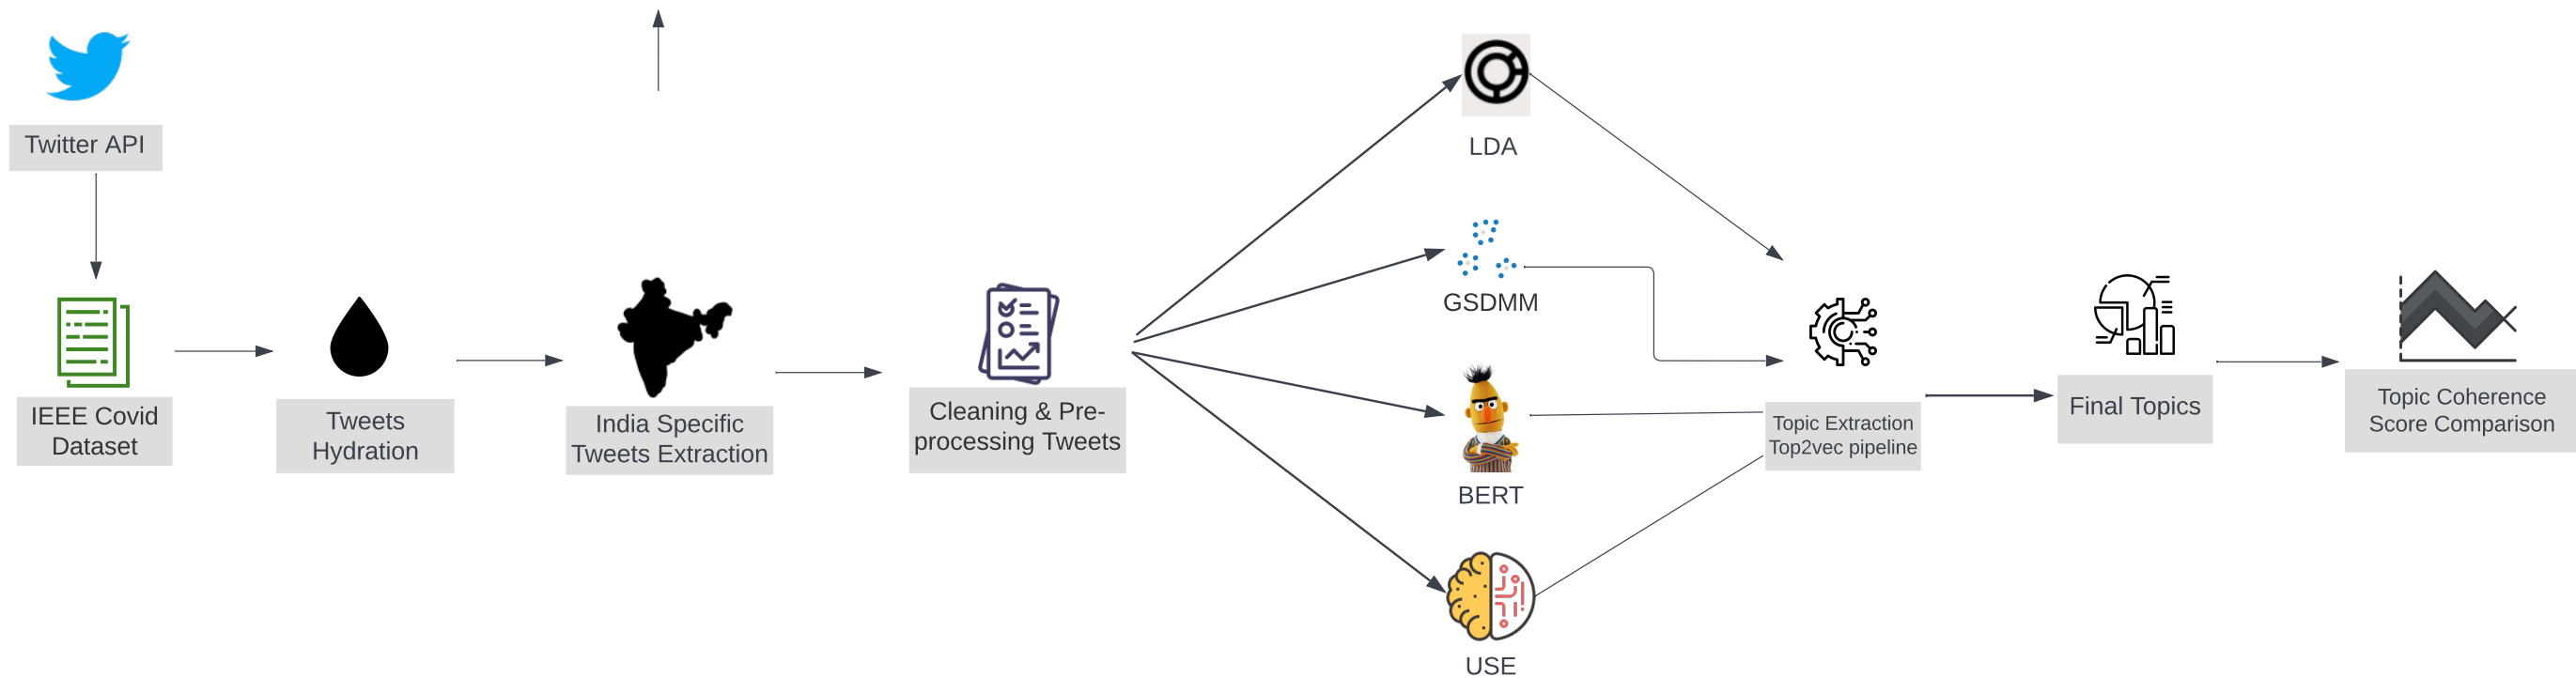 Twitter API
IEEE Covid
Dataset
Tweets
Hydration
India Specific
Tweets Extraction
Cleaning & Pre-
processing Tweets
LDA
GSDMM
BERT
USE
Topic Extraction
Top2vec pipeline
Final Topics
Topic Coherence
Score Comparison